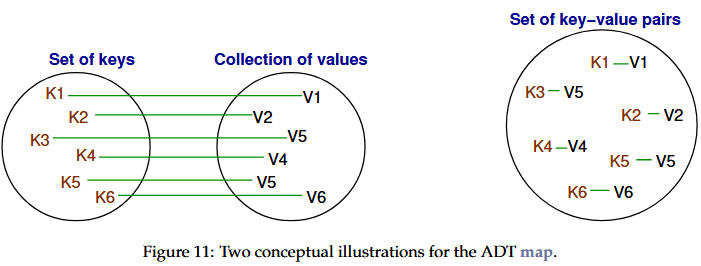 Set of keys
Collection of values
K1 V1
K2 V2
K3 V5
K4 V4
K5 V5
K6 V6
Set of key–value pairs
K1 V1
K3 V5
K2 V2
K4 V4
K5 V5
K6 V6
Figure 11: Two conceptual illustrations for the ADT map.